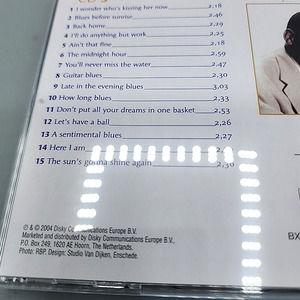 CD 3
1 I wonder who's kissing her now 2,18
2 Blues before sunrise 2,46
3 Back home 2,29
4 I'll do anything but work 2,25
5 Ain't that fine 2,18
6 The midnight hour 2,59
7 You'll never miss the water 2,47
8 Guitar blues 2,30
9 Late in the evening blues 3,03
10 How long blues 2,33
11 Don't put all your dreams in one basket 2,53
12 Let's have a ball 2,26
13 A sentimental blues 2,27
14 Here I am
15 The sun's gonna shine again 2,30
℗ & © 2004 Disky Communications Europe B.V.
Marketed and distributed by Disky Communications Europe B.V.,
P.O. Box 249, 1620 AE Hoorn, The Netherlands.
Photo: RBP. Design: Studio Van Dijken, Enschede.
BX